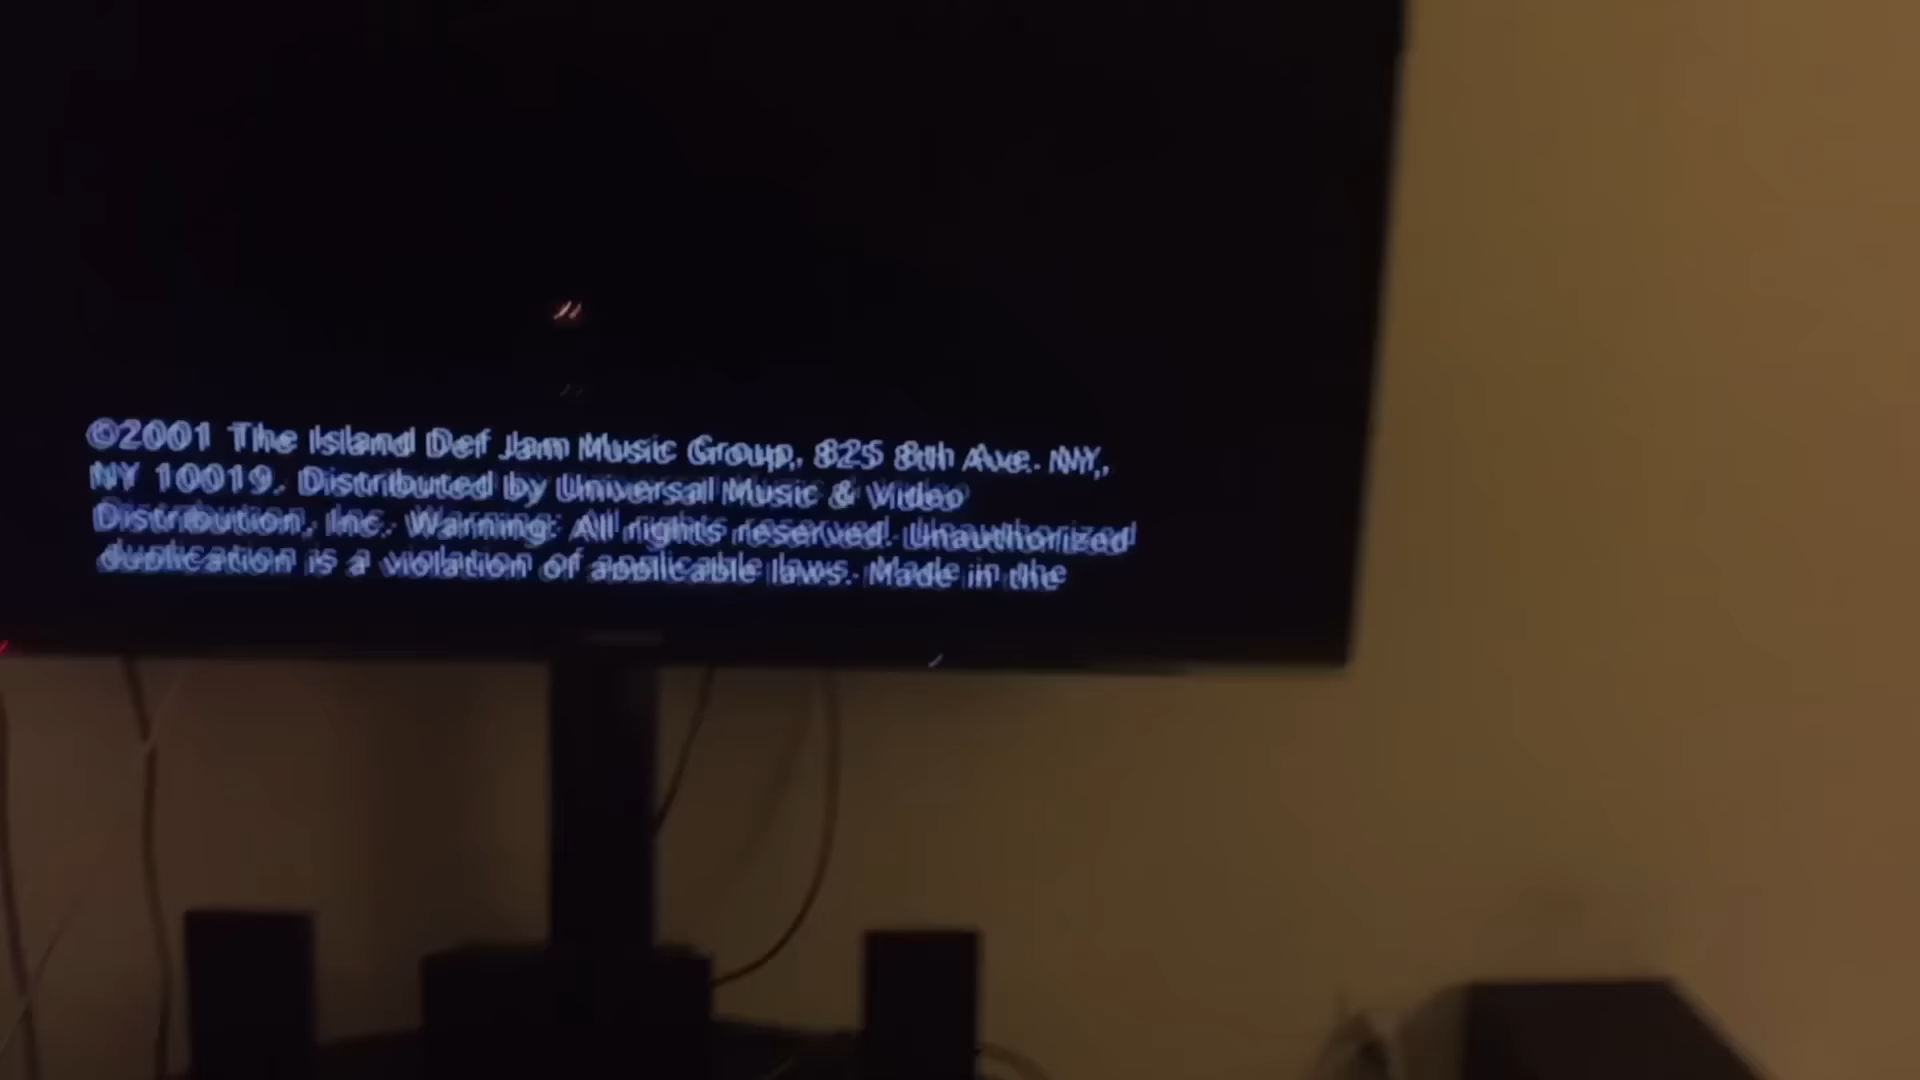 ©2001 The Island Def Jam Music Group, 825 8th Ave. NY,
NY 10019. Distributed by Universal Music & Video
Distribution, Inc. Warning: All rights reserved. Unauthorized
duplication is a violation of applicable laws. Made in the